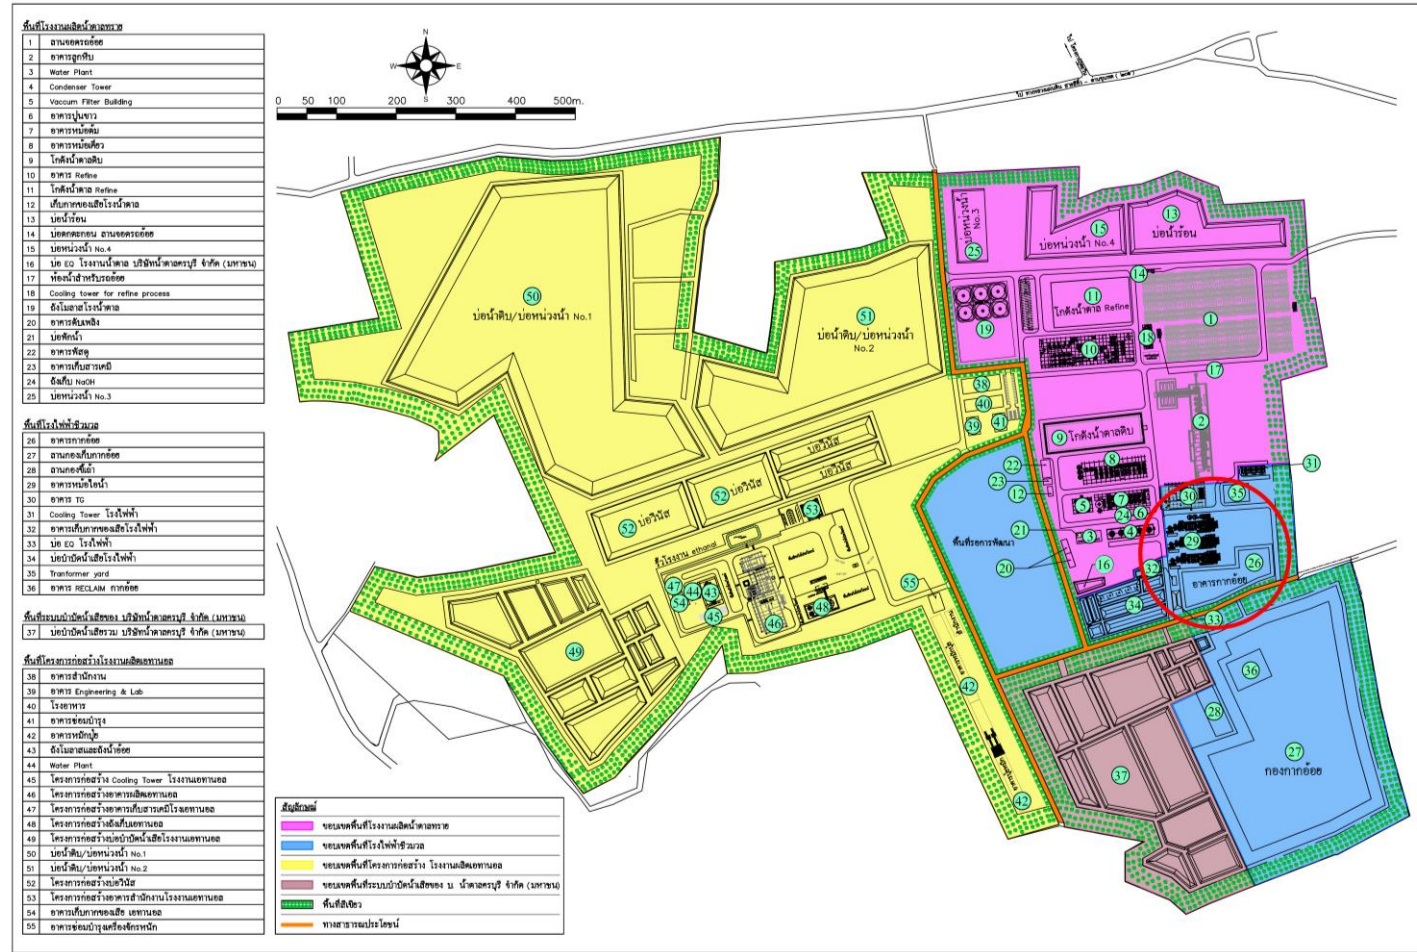 พื้นที่โรงงานผลิตน้ำตาลทราย
1 ลานจอดรถอ้อย
2 อาคารลูกหีบ
3 Water Plant
4 Condenser Tower
5 Vaccum Filter Building
6 อาคารปูนขาว
7 อาคารหม้อต้ม
8 อาคารหม้อเคี่ยว
9 โกดังน้ำตาลดิบ
10 อาคาร Refine
11 โกดังน้ำตาล Refine
12 เก็บกากของเสียโรงน้ำตาล
13 บ่อน้ำร้อน
14 บ่อตกตะกอน ลานจอดรถอ้อย
15 บ่อหน่วงน้ำ No.4
16 บ่อ EQ โรงงานน้ำตาล บริษัทน้ำตาลครบุรี จำกัด (มหาชน)
17 ห้องน้ำสำหรับรถอ้อย
18 Cooling tower for refine process
19 ถังโมลาสโรงน้ำตาล
20 อาคารดับเพลิง
21 บ่อพักน้ำ
22 อาคารพัสดุ
23 อาคารเก็บสารเคมี
24 ถังเก็บ NaOH
25 บ่อหน่วงน้ำ No.3
พื้นที่โรงไฟฟ้าชีวมวล
26 อาคารกากอ้อย
27 ลานกองเก็บกากอ้อย
28 ลานกองขี้เถ้า
29 อาคารหม้อไอน้ำ
30 อาคาร TG
31 Cooling Tower โรงไฟฟ้า
32 อาคารเก็บกากของเสียโรงไฟฟ้า
33 บ่อ EQ โรงไฟฟ้า
34 บ่อบำบัดน้ำเสียโรงไฟฟ้า
35 Tranformer yard
36 อาคาร RECLAIM กากอ้อย
พื้นที่ระบบบำบัดน้ำเสียของ บริษัทน้ำตาลครบุรี จำกัด (มหาชน)
37 บ่อบำบัดน้ำเสียรวม บริษัทน้ำตาลครบุรี จำกัด (มหาชน)
พื้นที่โครงการก่อสร้างโรงงานผลิตเอทานอล
38 อาคารสำนักงาน
39 อาคาร Engineering & Lab
40 โรงอาหาร
41 อาคารซ่อมบำรุง
42 อาคารหมักปุ๋ย
43 ถังโมลาสและถังน้ำอ้อย
44 Water Plant
45 โครงการก่อสร้าง Cooling Tower โรงงานเอทานอล
46 โครงการก่อสร้างอาคารผลิตเอทานอล
47 โครงการก่อสร้างอาคารเก็บสารเคมีโรงเอทานอล
48 โครงการก่อสร้างถังเก็บเอทานอล
49 โครงการก่อสร้างบ่อบำบัดน้ำเสียโรงงานเอทานอล
50 บ่อน้ำดิบ/บ่อหน่วงน้ำ No.1
51 บ่อน้ำดิบ/บ่อหน่วงน้ำ No.2
52 โครงการก่อสร้างบ่อวีนัส
53 โครงการก่อสร้างอาคารสำนักงานโรงงานเอทานอล
54 อาคารเก็บกากของเสีย เอทานอล
55 อาคารซ่อมบำรุงเครื่องจักรหนัก
N
W E
S
0 50 100 200 300 400 500m.
50
บ่อน้ำดิบ/บ่อหน่วงน้ำ No.1
51
บ่อน้ำดิบ/บ่อหน่วงน้ำ
No.2
25
บ่อหน่วงน้ำ
No.3
15
บ่อหน่วงน้ำ No.4
13
บ่อน้ำร้อน
14
19
11
โกดังน้ำตาล Refine
1
10
18
17
38
40
39
41
9 โกดังน้ำตาลดิบ
2
8
22
23
12
31
บ่อวีนัส
บ่อวีนัส
52 บ่อวีนัส
52 บ่อวีนัส
53
รั้วโรงงาน ethanol
5
7
24
6
30
35
21
3
4
29
พื้นที่รอการพัฒนา
20
16
32
26
อาคารกากอ้อย
34
33
47
44
43
54
45
46
48
55
49
42
42
36
28
37
27
กองกากอ้อย
สัญลักษณ์
ขอบเขตพื้นที่โรงงานผลิตน้ำตาลทราย
ขอบเขตพื้นที่โรงไฟฟ้าชีวมวล
ขอบเขตพื้นที่โครงการก่อสร้าง โรงงานผลิตเอทานอล
ขอบเขตพื้นที่ระบบบำบัดน้ำเสียของ บ. น้ำตาลครบุรี จำกัด (มหาชน)
พื้นที่สีเขียว
ทางสาธารณประโยชน์